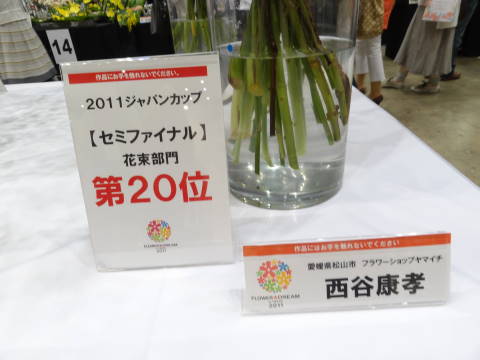 14
作品にお手を触れないでください。
2011ジャパンカップ
【セミファイナル】
花束部門
第20位
FLOWER&DREAM
2011
作品にはお手を触れないでください
愛媛県松山市 フラワーショップヤマイチ
西谷康孝
FLOWER&DREAM
2011